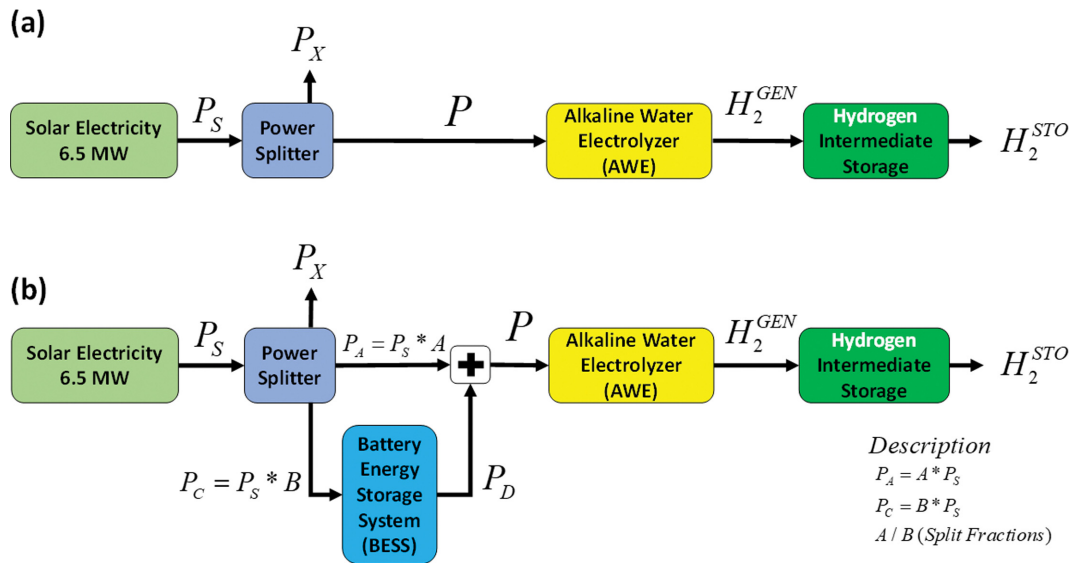 (a)
P_X
Solar Electricity
6.5 MW
P_S
Power
Splitter
P
Alkaline Water
Electrolyzer
(AWE)
H_2^{GEN}
Hydrogen
Intermediate
Storage
H_2^{STO}
(b)
P_X
Solar Electricity
6.5 MW
P_S
Power
Splitter
P_A = P_S * A
P
Alkaline Water
Electrolyzer
(AWE)
H_2^{GEN}
Hydrogen
Intermediate
Storage
H_2^{STO}
P_C = P_S * B
Battery
Energy
Storage
System
(BESS)
P_D
Description
P_A = A * P_S
P_C = B * P_S
A / B (Split Fractions)